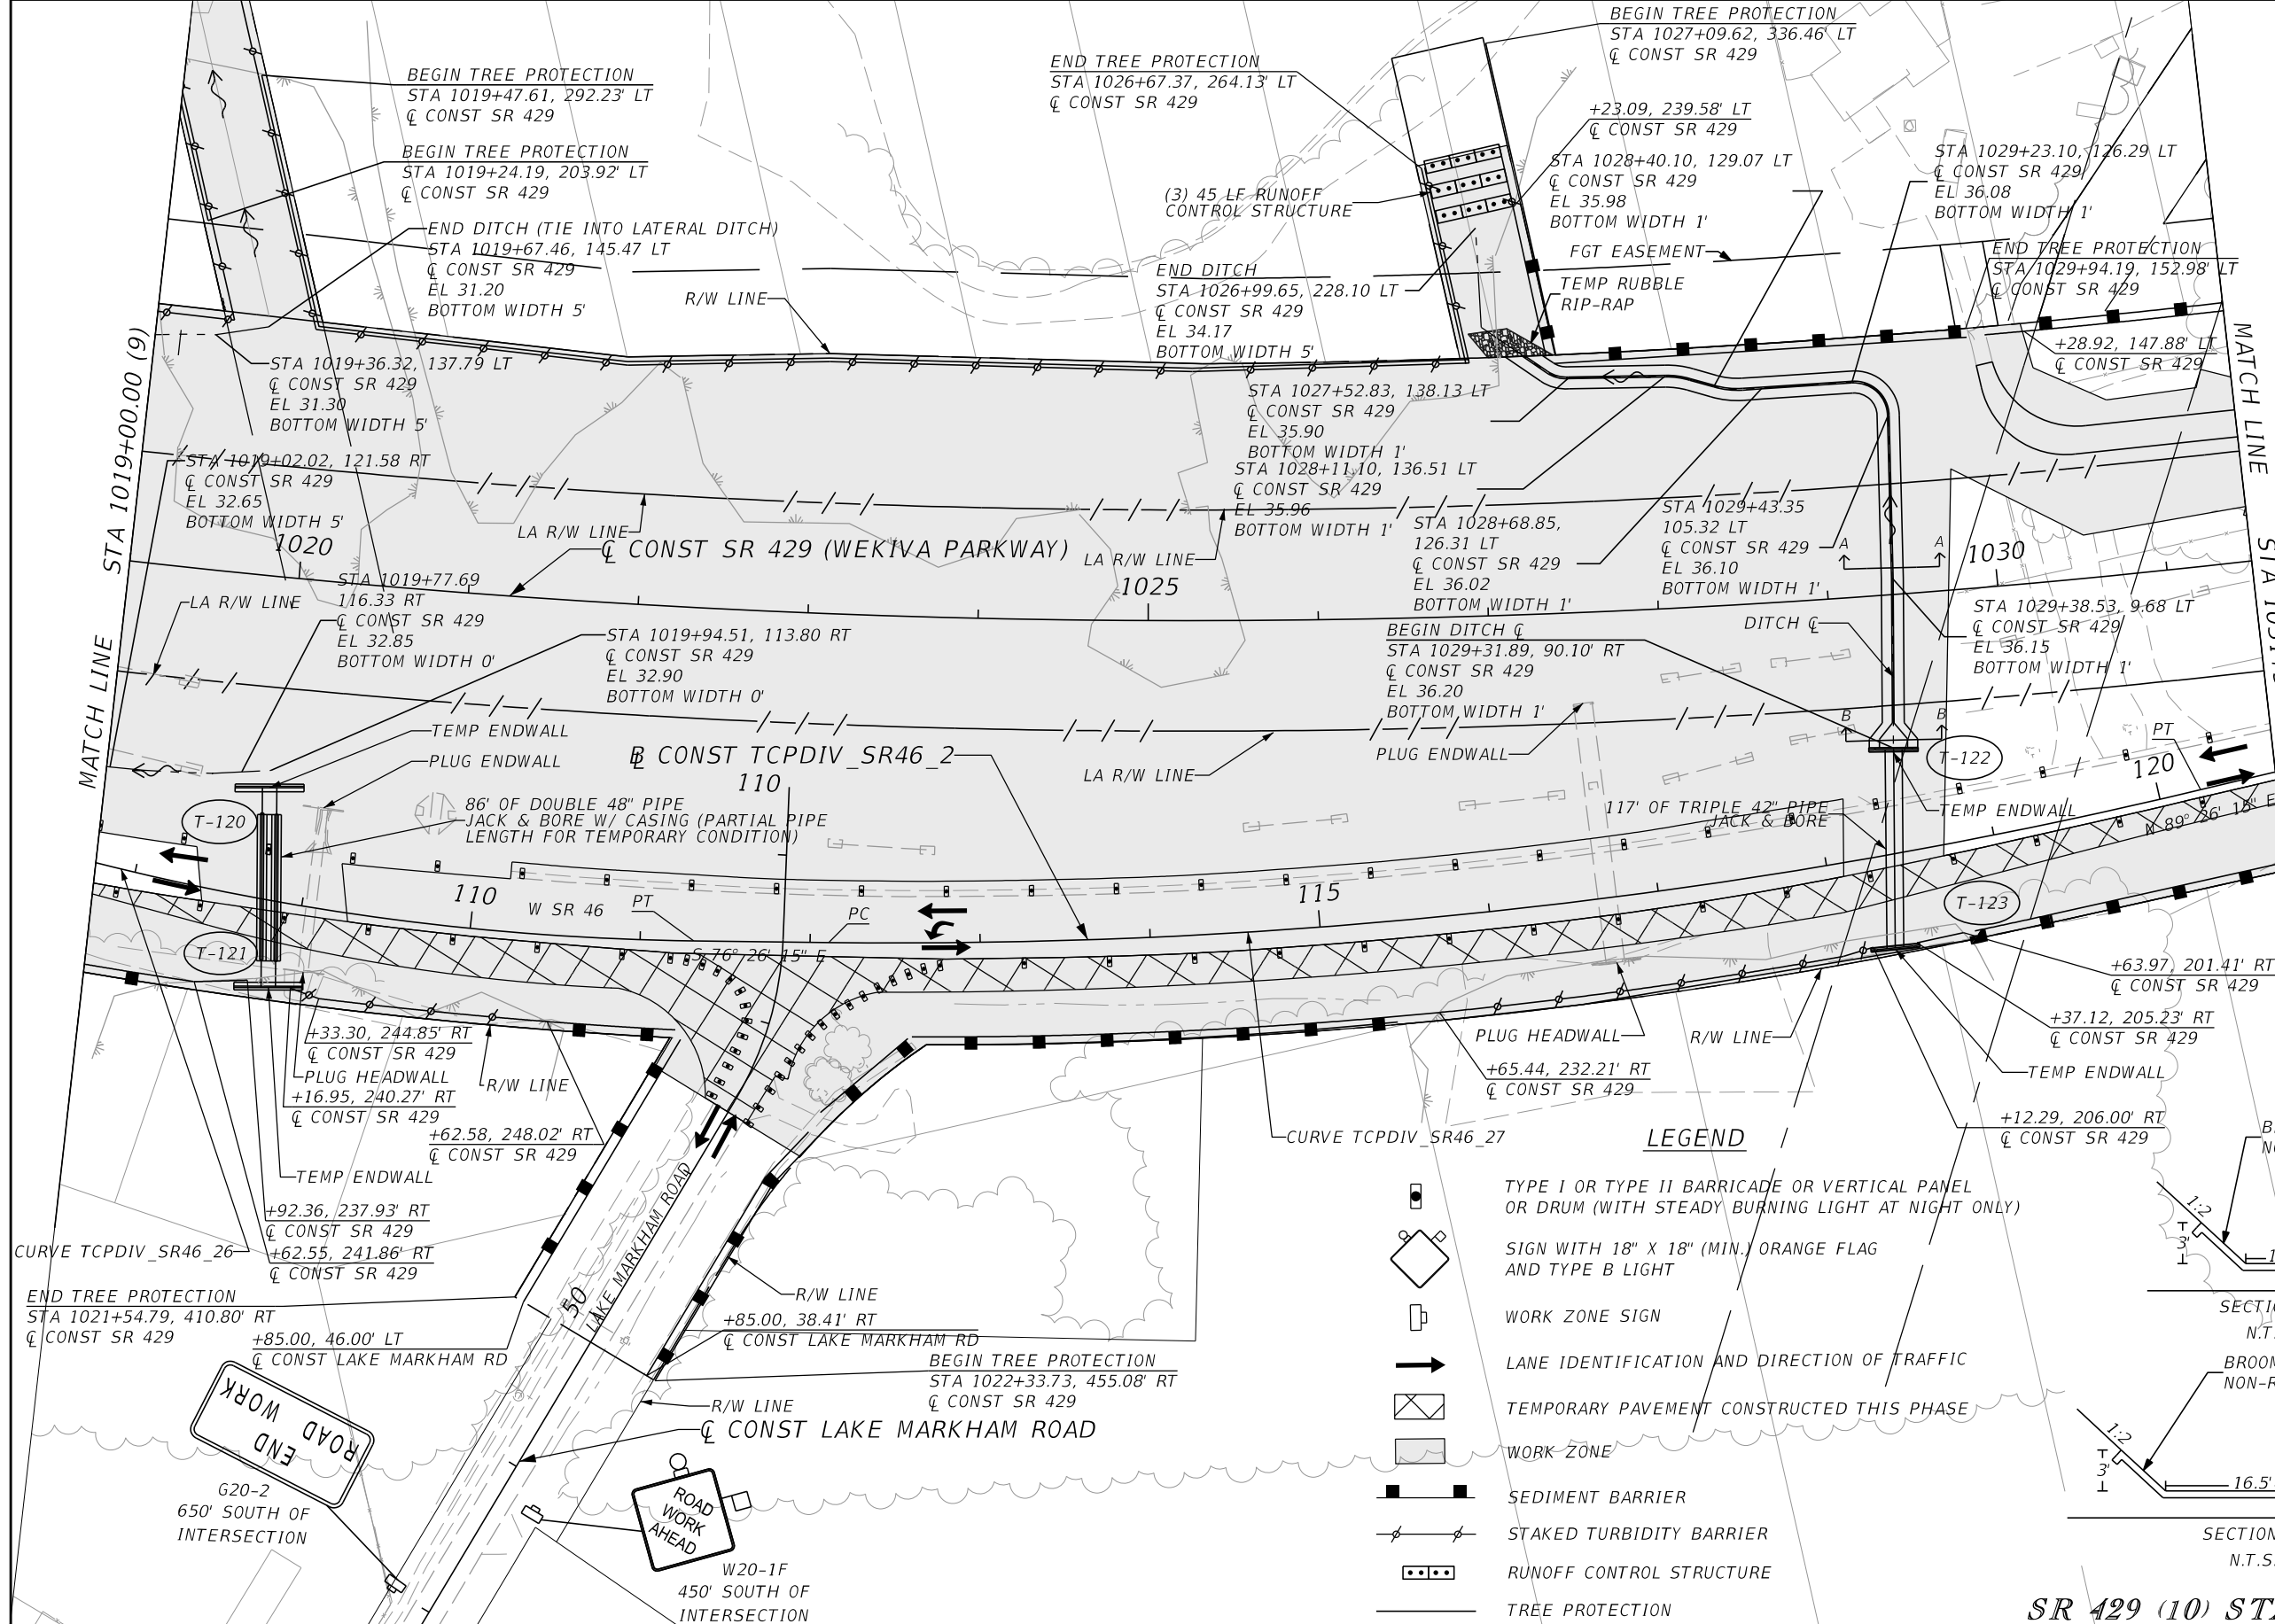 BEGIN TREE PROTECTION
STA 1019+47.61, 292.23' LT
℄ CONST SR 429
BEGIN TREE PROTECTION
STA 1019+24.19, 203.92' LT
℄ CONST SR 429
END DITCH (TIE INTO LATERAL DITCH)
STA 1019+67.46, 145.47 LT
℄ CONST SR 429
EL 31.20
BOTTOM WIDTH 5'
R/W LINE
STA 1019+36.32, 137.79 LT
℄ CONST SR 429
EL 31.30
BOTTOM WIDTH 5'
END TREE PROTECTION
STA 1026+67.37, 264.13' LT
℄ CONST SR 429
BEGIN TREE PROTECTION
STA 1027+09.62, 336.46' LT
℄ CONST SR 429
+23.09, 239.58' LT
℄ CONST SR 429
(3) 45 LF RUNOFF
CONTROL STRUCTURE
STA 1028+40.10, 129.07 LT
℄ CONST SR 429
EL 35.98
BOTTOM WIDTH 1'
STA 1029+23.10, 126.29 LT
℄ CONST SR 429
EL 36.08
BOTTOM WIDTH 1'
FGT EASEMENT
END TREE PROTECTION
STA 1029+94.19, 152.98' LT
℄ CONST SR 429
END DITCH
STA 1026+99.65, 228.10 LT
℄ CONST SR 429
EL 34.17
BOTTOM WIDTH 5'
TEMP RUBBLE
RIP-RAP
+28.92, 147.88' LT
℄ CONST SR 429
MATCH LINE STA 1019+00.00 (9)
MATCH LINE
STA 1019+02.02, 121.58 RT
℄ CONST SR 429
EL 32.65
BOTTOM WIDTH 5'
STA 1027+52.83, 138.13 LT
℄ CONST SR 429
EL 35.90
BOTTOM WIDTH 1'
STA 1028+11.10, 136.51 LT
℄ CONST SR 429
EL 35.96
BOTTOM WIDTH 1'
STA 1028+68.85,
126.31 LT
℄ CONST SR 429
EL 36.02
BOTTOM WIDTH 1'
STA 1029+43.35
105.32 LT
℄ CONST SR 429
EL 36.10
BOTTOM WIDTH 1'
A A
1020
LA R/W LINE
℄ CONST SR 429 (WEKIVA PARKWAY)
LA R/W LINE
1025
1030
STA 1019+77.69
116.33 RT
℄ CONST SR 429
EL 32.85
BOTTOM WIDTH 0'
LA R/W LINE
STA 1019+94.51, 113.80 RT
℄ CONST SR 429
EL 32.90
BOTTOM WIDTH 0'
BEGIN DITCH ℄
STA 1029+31.89, 90.10' RT
℄ CONST SR 429
EL 36.20
BOTTOM WIDTH 1'
DITCH ℄
STA 1029+38.53, 9.68 LT
℄ CONST SR 429
EL 36.15
BOTTOM WIDTH 1'
B B
PT
TEMP ENDWALL
PLUG ENDWALL
℄ CONST TCPDIV_SR46_2
110
LA R/W LINE
PLUG ENDWALL
T-122
120
TEMP ENDWALL
86' OF DOUBLE 48" PIPE
JACK & BORE W/ CASING (PARTIAL PIPE
LENGTH FOR TEMPORARY CONDITION)
117' OF TRIPLE 42" PIPE
JACK & BORE
N 89° 26' 15" E
T-120
110
W SR 46
PT
PC
115
T-123
T-121
S 76° 26' 15" E
+33.30, 244.85' RT
℄ CONST SR 429
PLUG HEADWALL
R/W LINE
+16.95, 240.27' RT
℄ CONST SR 429
+62.58, 248.02' RT
℄ CONST SR 429
TEMP ENDWALL
+92.36, 237.93' RT
℄ CONST SR 429
CURVE TCPDIV_SR46_26
+62.55, 241.86' RT
℄ CONST SR 429
END TREE PROTECTION
STA 1021+54.79, 410.80' RT
℄ CONST SR 429
+85.00, 46.00' LT
℄ CONST LAKE MARKHAM RD
50
LAKE MARKHAM ROAD
R/W LINE
+85.00, 38.41' RT
℄ CONST LAKE MARKHAM RD
BEGIN TREE PROTECTION
STA 1022+33.73, 455.08' RT
℄ CONST SR 429
R/W LINE
℄ CONST LAKE MARKHAM ROAD
END
ROAD WORK
G20-2
650' SOUTH OF
INTERSECTION
ROAD
WORK
AHEAD
W20-1F
450' SOUTH OF
INTERSECTION
PLUG HEADWALL
R/W LINE
+65.44, 232.21' RT
℄ CONST SR 429
+63.97, 201.41' RT
℄ CONST SR 429
+37.12, 205.23' RT
℄ CONST SR 429
TEMP ENDWALL
+12.29, 206.00' RT
℄ CONST SR 429
CURVE TCPDIV_SR46_27
LEGEND
TYPE I OR TYPE II BARRICADE OR VERTICAL PANEL
OR DRUM (WITH STEADY BURNING LIGHT AT NIGHT ONLY)
SIGN WITH 18" X 18" (MIN.) ORANGE FLAG
AND TYPE B LIGHT
WORK ZONE SIGN
LANE IDENTIFICATION AND DIRECTION OF TRAFFIC
TEMPORARY PAVEMENT CONSTRUCTED THIS PHASE
WORK ZONE
SEDIMENT BARRIER
STAKED TURBIDITY BARRIER
RUNOFF CONTROL STRUCTURE
TREE PROTECTION
1:2
3'
N.T.
1:2
3'
16.5'
SECTION
N.T.S.
SR 429 (10)